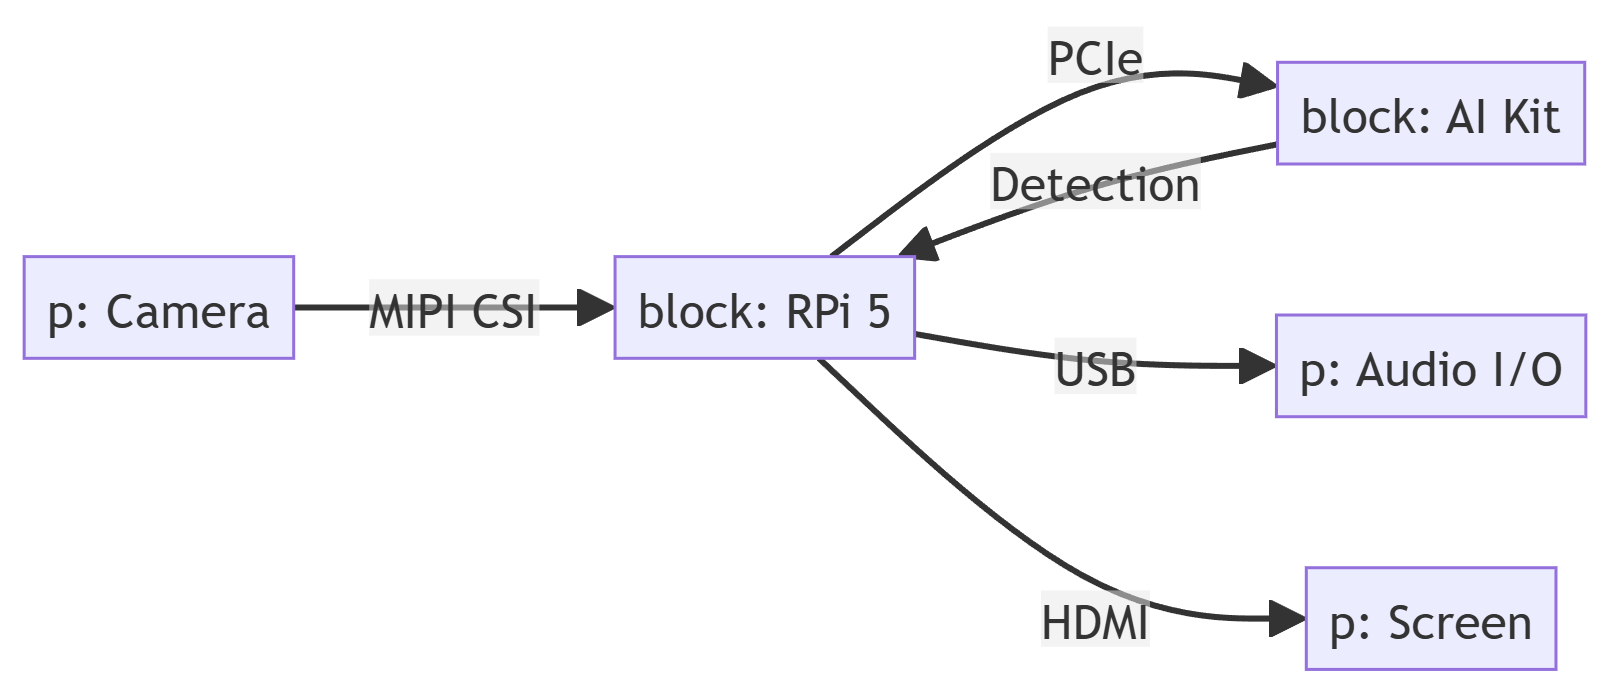 PCIe
block: AI Kit
Detection
p: Camera
MIPI CSI
block: RPi 5
USB
p: Audio I/O
HDMI
p: Screen